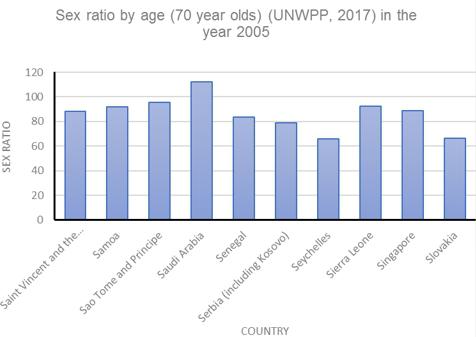 Sex ratio by age (70 year olds) (UNWPP, 2017) in the
year 2005
120
100
80
60
40
20
0
SEX RATIO
Saint Vincent and the...
Samoa
Sao Tome and Principe
Saudi Arabia
Senegal
Serbia (including Kosovo)
Seychelles
Sierra Leone
Singapore
Slovakia
COUNTRY